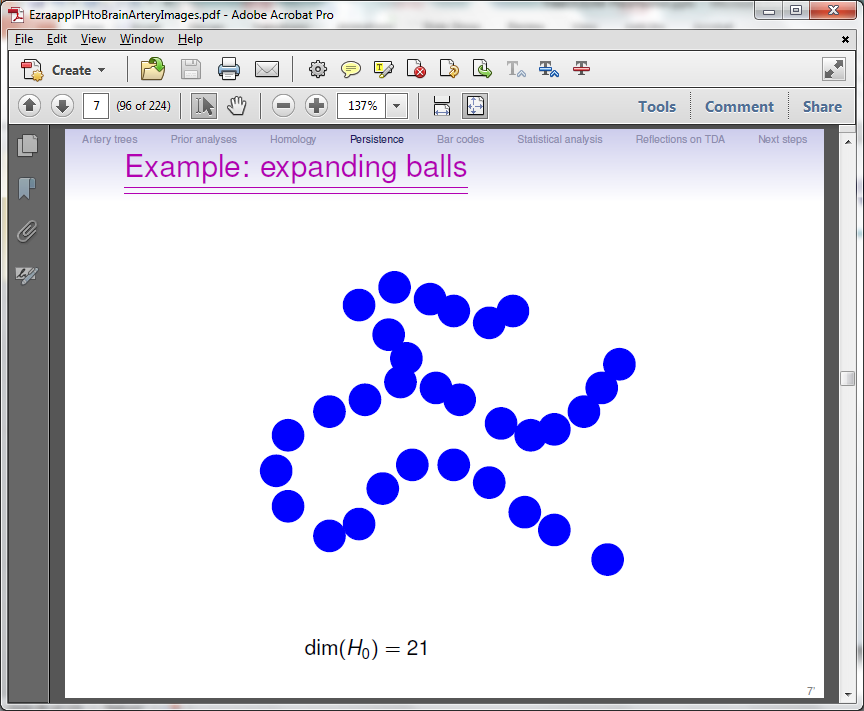 EzraapplPHtoBrainArteryImages.pdf - Adobe Acrobat Pro
File Edit View Window Help
Create
7 (96 of 224) 137% Tools Comment Share
Artery trees Prior analyses Homology Persistence Bar codes Statistical analysis Reflections on TDA Next steps
Example: expanding balls
dim(H₀) = 21
7'